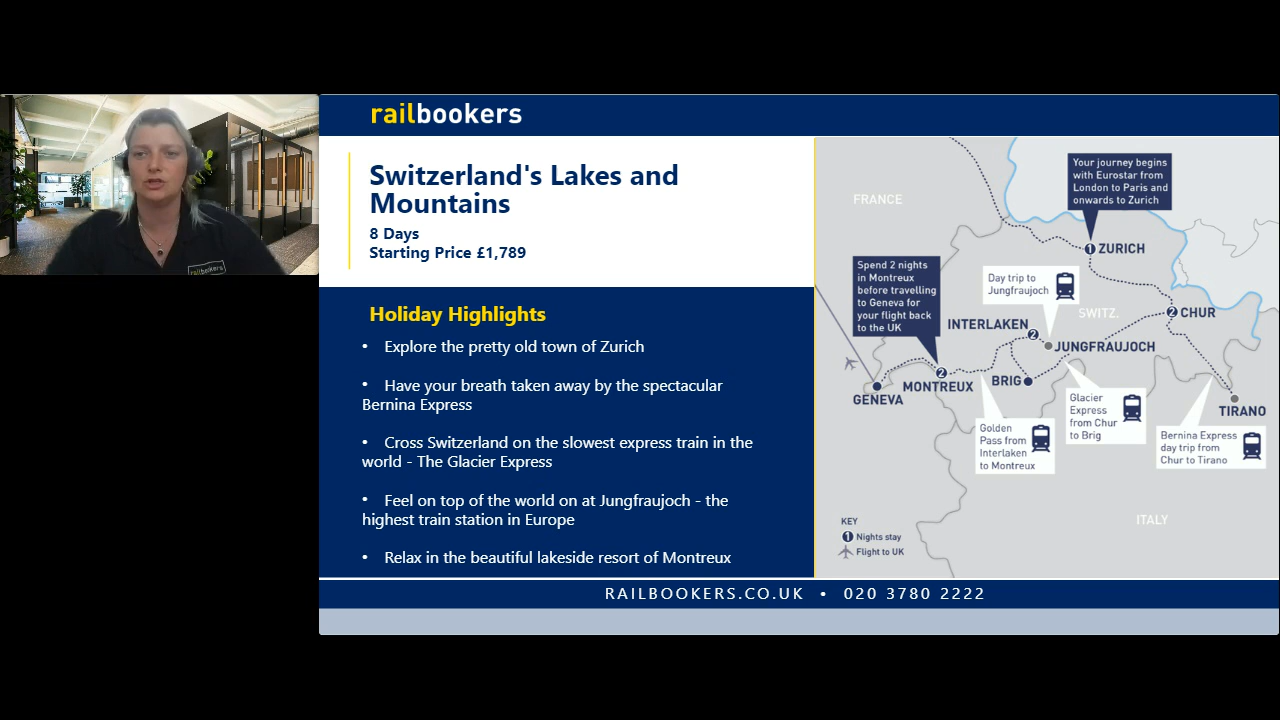 railbookers
railbookers
Switzerland's Lakes and
Mountains
8 Days
Starting Price £1,789
Holiday Highlights
• Explore the pretty old town of Zurich
• Have your breath taken away by the spectacular
Bernina Express
• Cross Switzerland on the slowest express train in the
world - The Glacier Express
• Feel on top of the world on at Jungfraujoch - the
highest train station in Europe
• Relax in the beautiful lakeside resort of Montreux
FRANCE
Your journey begins
with Eurostar from
London to Paris and
onwards to Zurich
1 ZURICH
Spend 2 nights
in Montreux
before travelling
to Geneva for
your flight back
to the UK
Day trip to
Jungfraujoch
SWITZ.
2 CHUR
INTERLAKEN 2
JUNGFRAUJOCH
2
MONTREUX
BRIG
GENEVA
TIRANO
Glacier
Express
from Chur
to Brig
Golden
Pass from
Interlaken
to Montreux
Bernina Express
day trip from
Chur to Tirano
ITALY
KEY
1 Nights stay
Flight to UK
RAILBOOKERS.CO.UK • 020 3780 2222